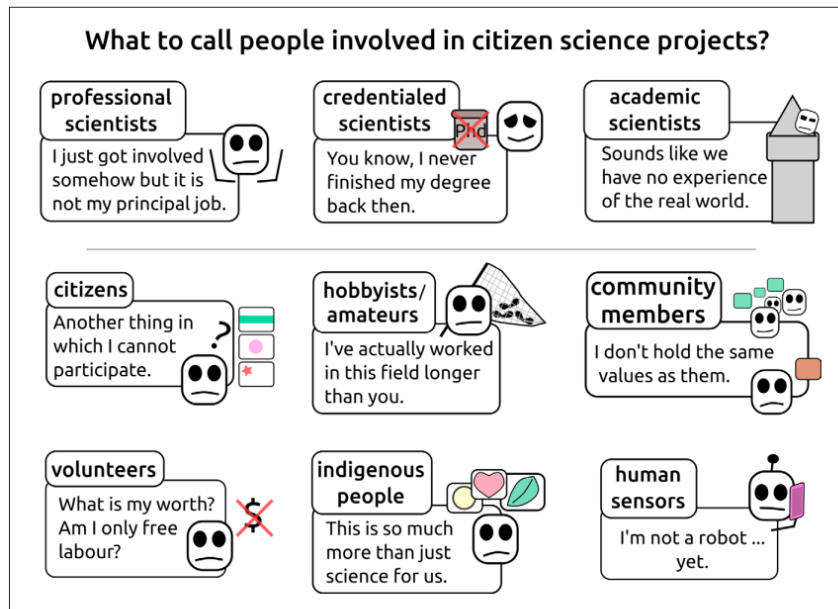 What to call people involved in citizen science projects?
professional
scientists
I just got involved
somehow but it is
not my principal job.
credentialed
scientists
Phd
You know, I never
finished my degree
back then.
academic
scientists
Sounds like we
have no experience
of the real world.
citizens
Another thing in
which I cannot
participate.
?
hobbyists/
amateurs
I've actually worked
in this field longer
than you.
community
members
I don't hold the same
values as them.
volunteers
What is my worth?
Am I only free
labour?
$
indigenous
people
This is so much
more than just
science for us.
human
sensors
I'm not a robot ...
yet.